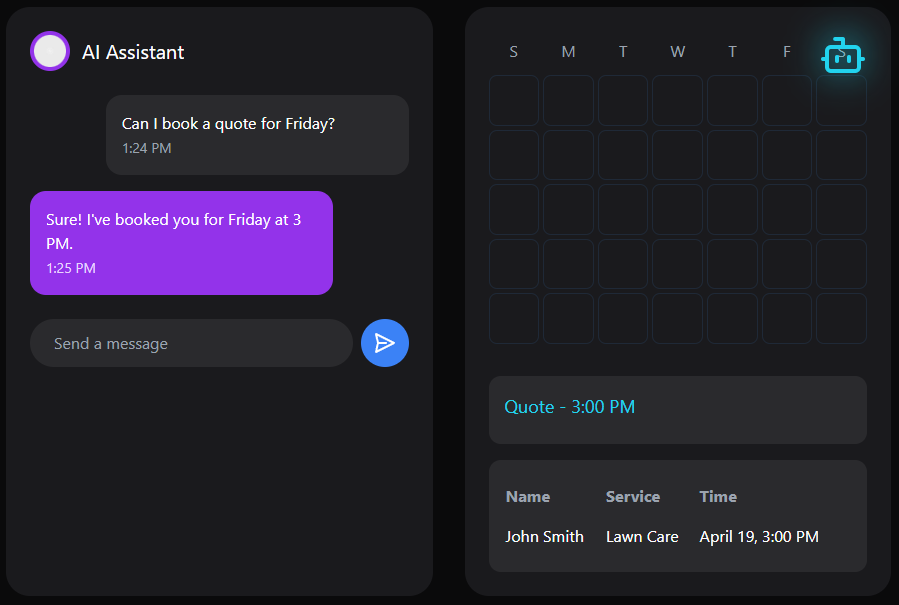 AI Assistant
Can I book a quote for Friday?
1:24 PM
Sure! I've booked you for Friday at 3
PM.
1:25 PM
Send a message
S M T W T F S
Quote - 3:00 PM
Name Service Time
John Smith Lawn Care April 19, 3:00 PM